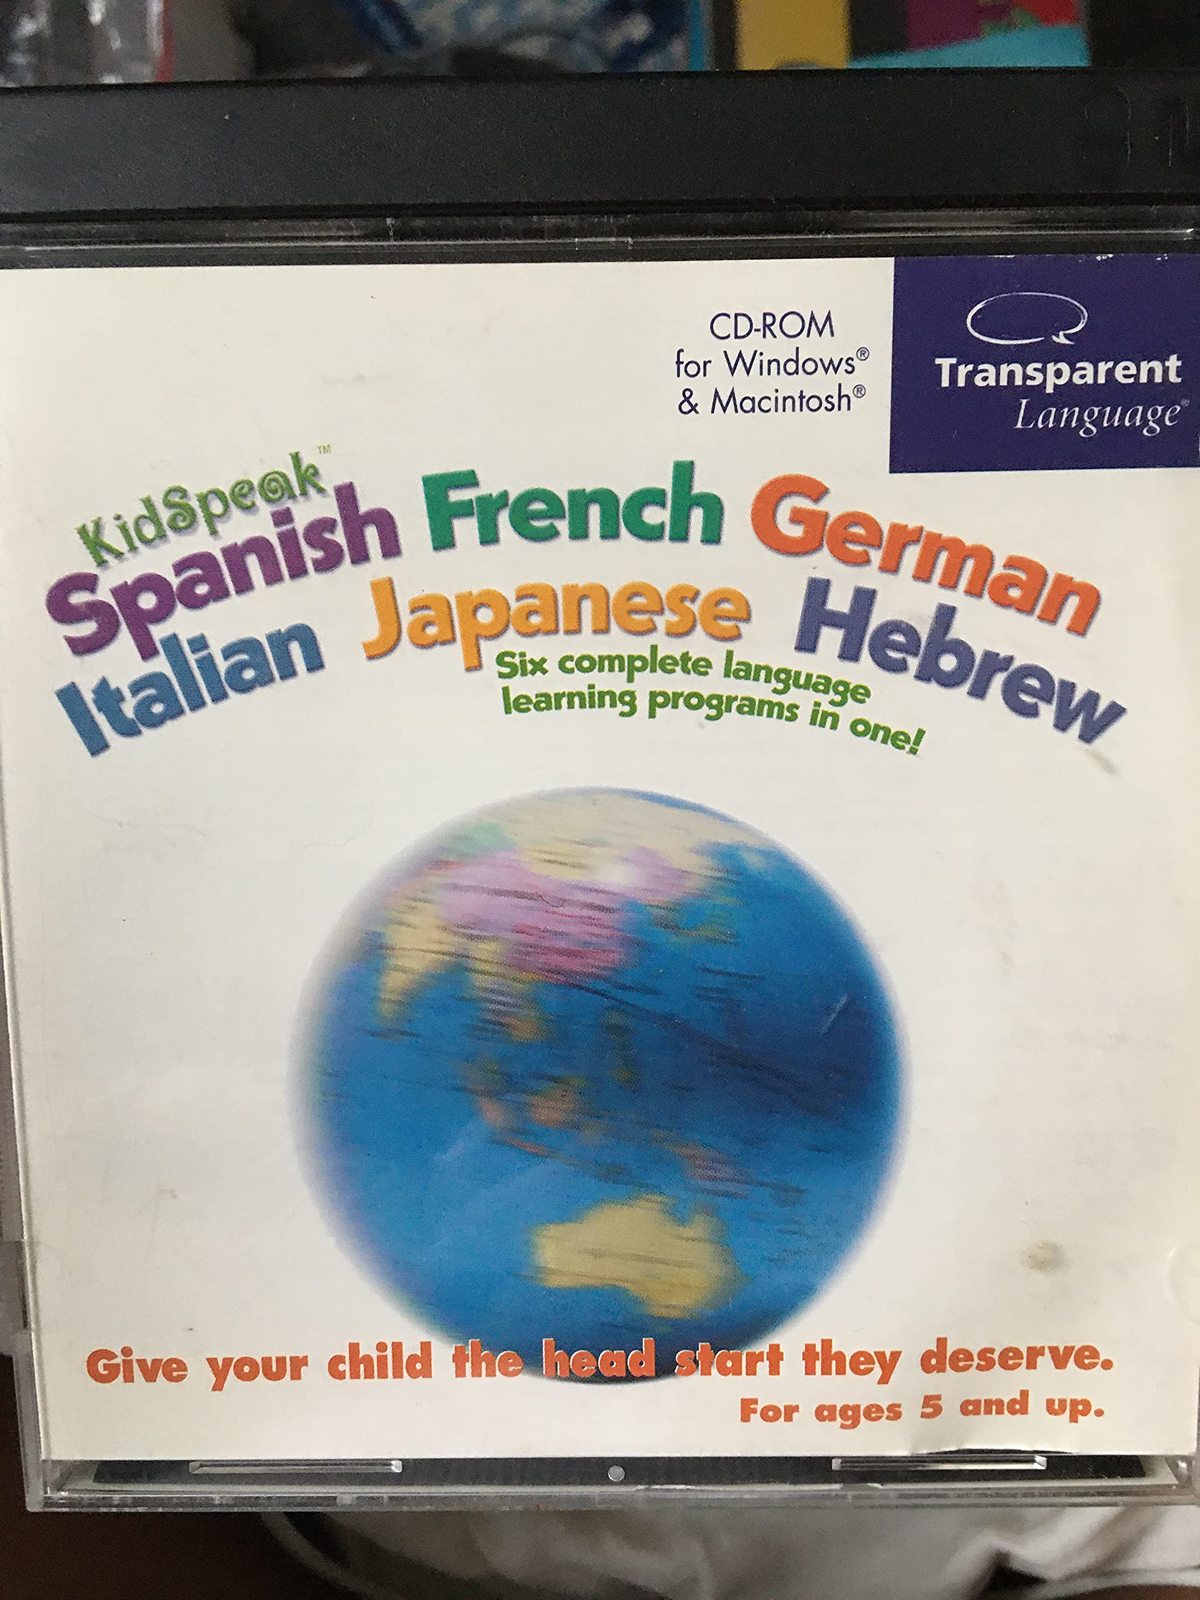 CD-ROM
for Windows®
& Macintosh®
Transparent
Language®
KidSpeak™
Spanish French German
Italian Japanese Hebrew
Six complete language
learning programs in one!
Give your child the head start they deserve.
For ages 5 and up.